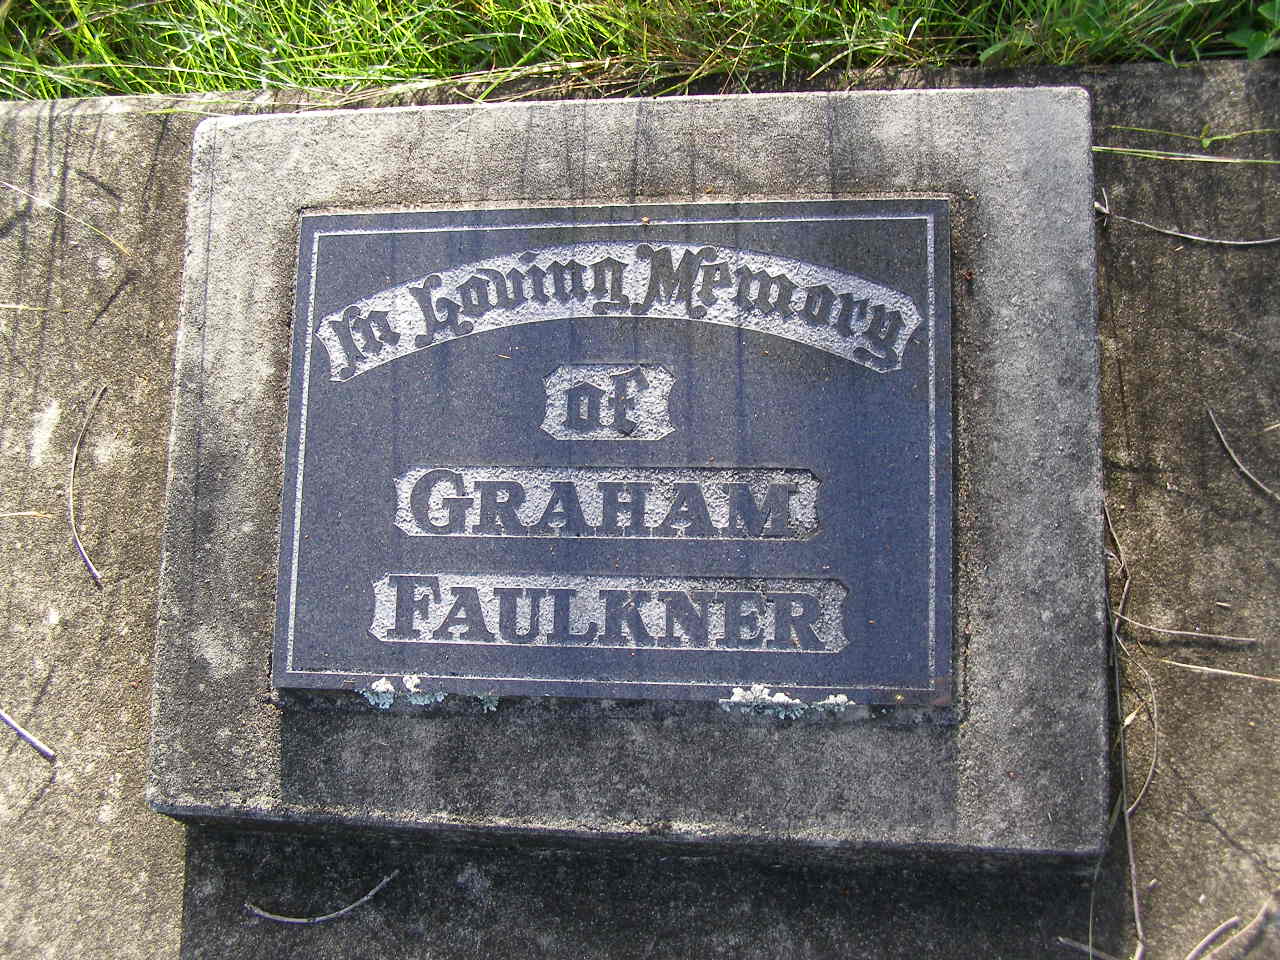 In Loving Memory
of
GRAHAM
FAULKNER